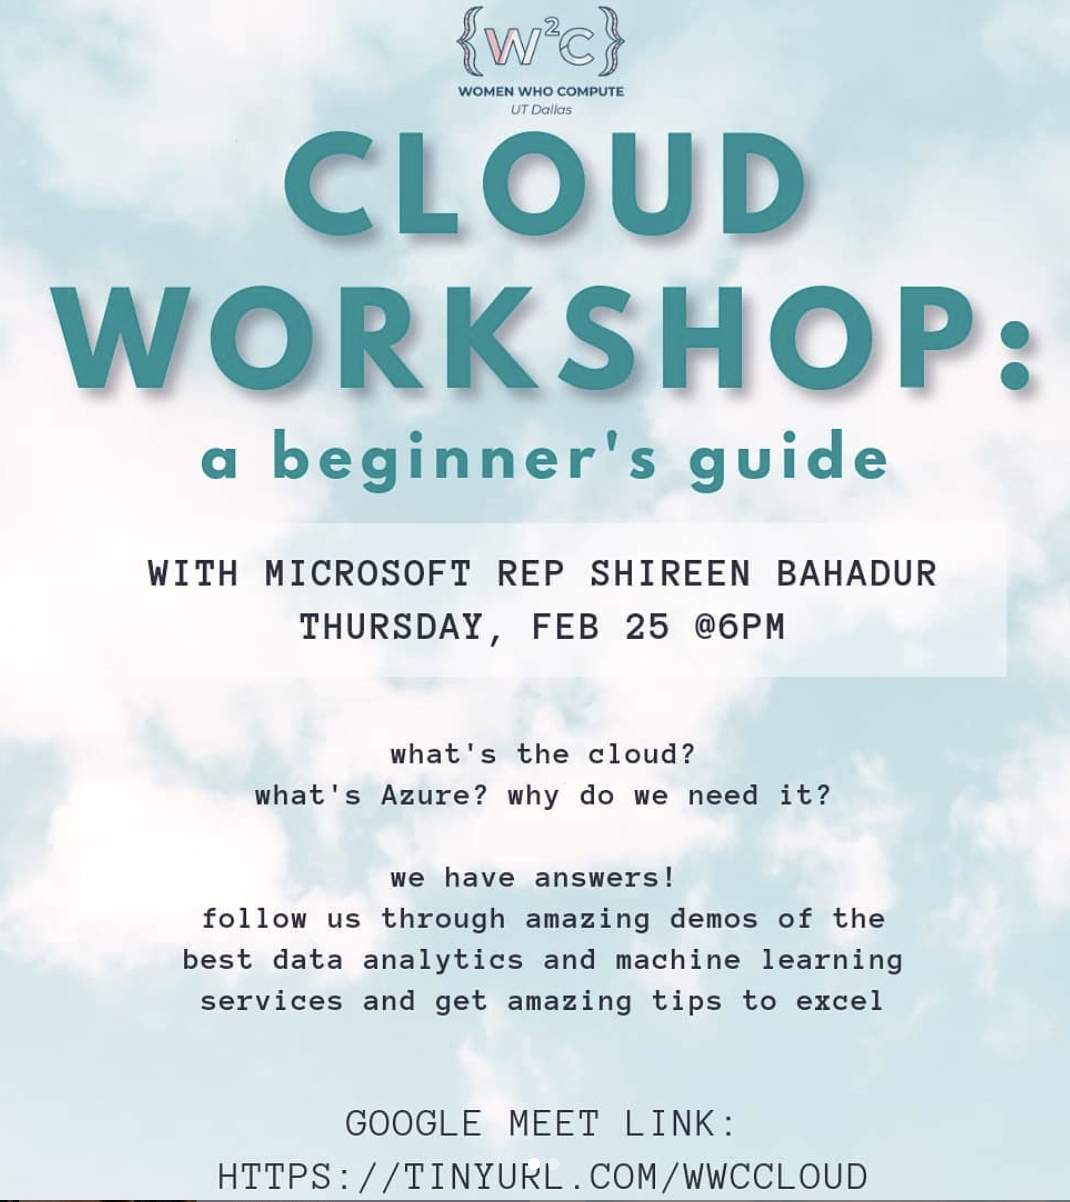 {W²C}
WOMEN WHO COMPUTE
UT Dallas
CLOUD
WORKSHOP:
a beginner's guide
WITH MICROSOFT REP SHIREEN BAHADUR
THURSDAY, FEB 25 @6PM
what's the cloud?
what's Azure? why do we need it?
we have answers!
follow us through amazing demos of the
best data analytics and machine learning
services and get amazing tips to excel
GOOGLE MEET LINK:
HTTPS://TINYURL.COM/WWCCLOUD